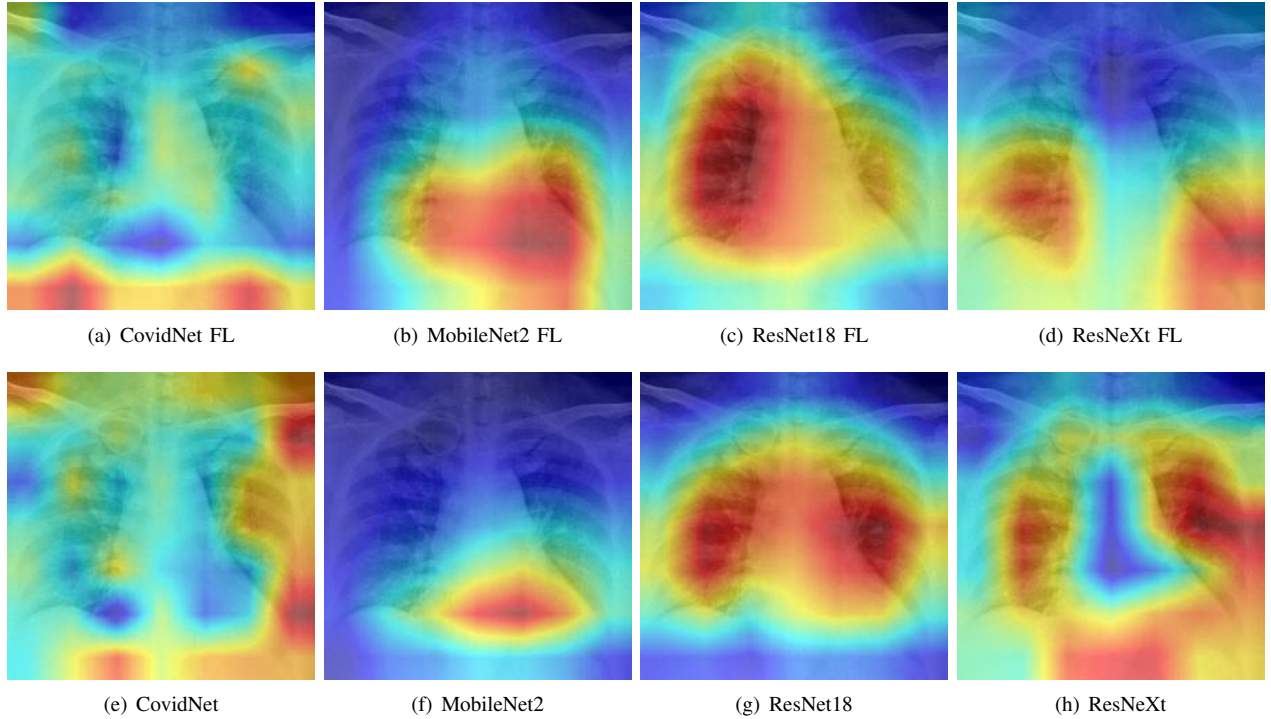 (a) CovidNet FL
(b) MobileNet2 FL
(c) ResNet18 FL
(d) ResNeXt FL
(e) CovidNet
(f) MobileNet2
(g) ResNet18
(h) ResNeXt